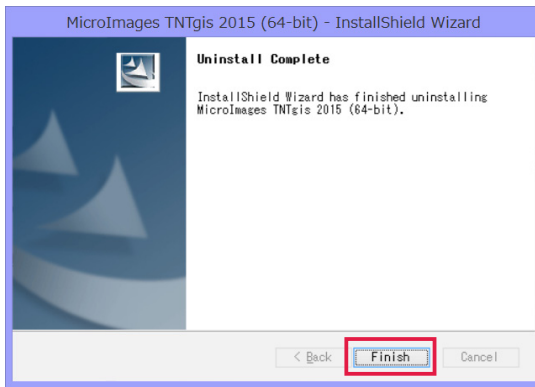 MicroImages TNTgis 2015 (64-bit) - InstallShield Wizard
Uninstall Complete
InstallShield Wizard has finished uninstalling
MicroImages TNTgis 2015 (64-bit).
< Back
Finish
Cancel